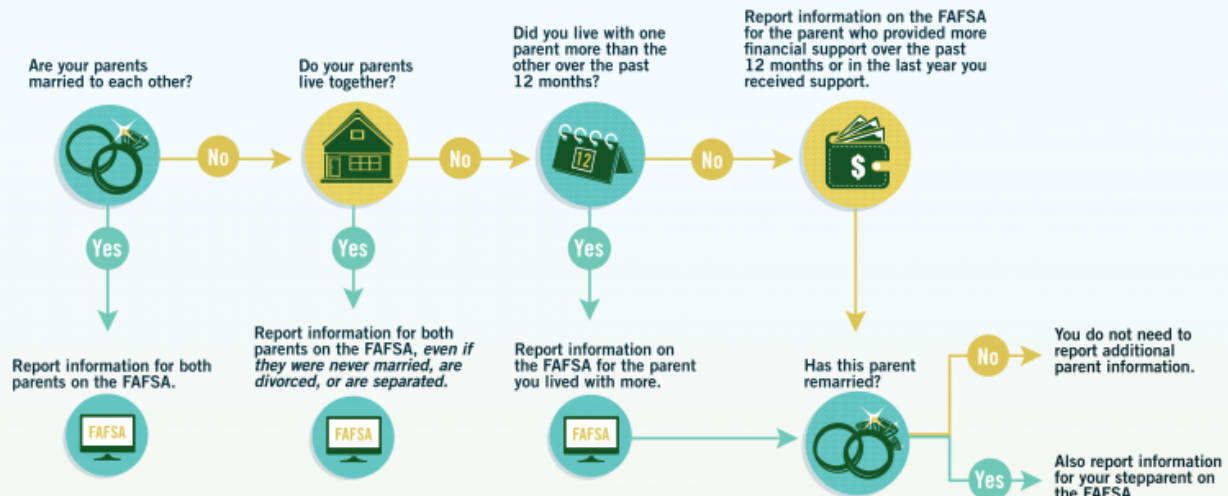 Are your parents
married to each other?
Do your parents
live together?
Did you live with one
parent more than the
other over the past
12 months?
Report information on the FAFSA
for the parent who provided more
financial support over the past
12 months or in the last year you
received support.
No
No
12
No
$
Yes
Yes
Yes
Report information for both
parents on the FAFSA.
FAFSA
Report information for both
parents on the FAFSA, even if
they were never married, are
divorced, or are separated.
FAFSA
Report information on
the FAFSA for the parent
you lived with more.
FAFSA
Has this parent
remarried?
No
You do not need to
report additional
parent information.
Yes
Also report information
for your stepparent on
the FAFSA